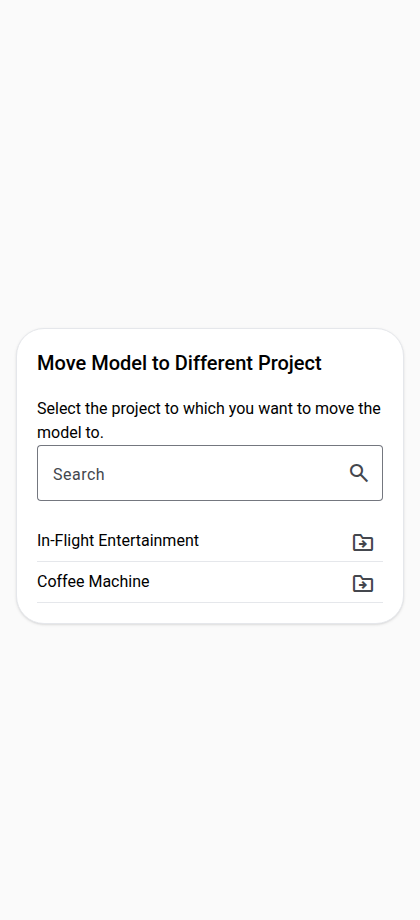 Move Model to Different Project
Select the project to which you want to move the
model to.
Search
In-Flight Entertainment
Coffee Machine